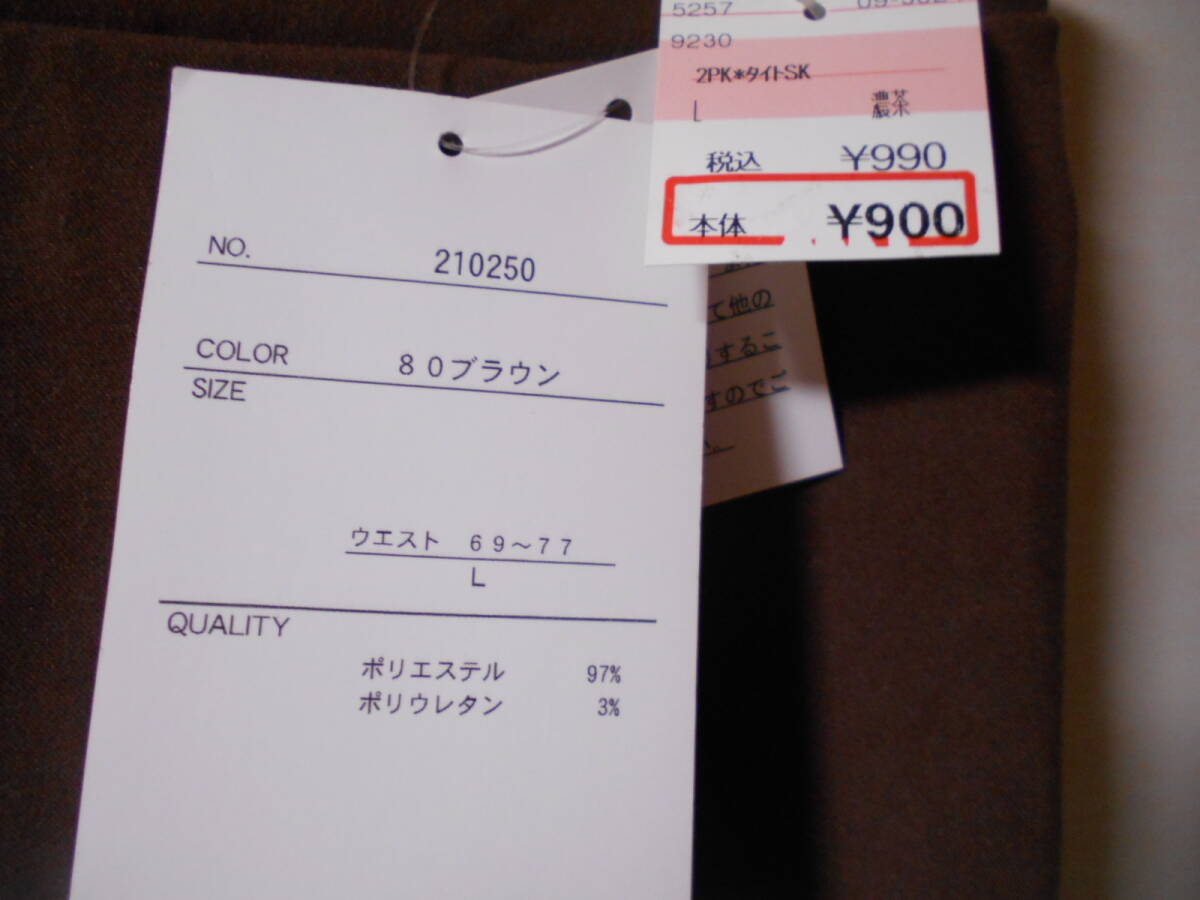 5257
9230
2PK*タイトSK
L 濃茶
税込 ¥990
本体 ¥900
NO. 210250
COLOR 80ブラウン
SIZE
ウエスト 69~77
L
QUALITY
ポリエステル 97%
ポリウレタン 3%
て他の
するこ
すのでご